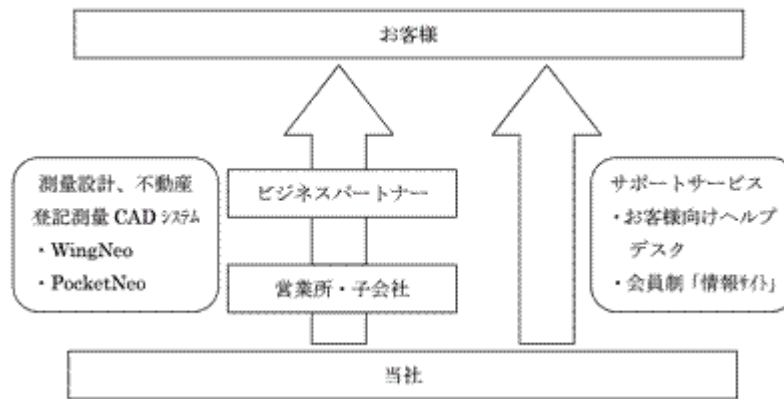 お客様
測量設計、不動産
登記測量 CAD システム
・WingNeo
・PocketNeo
ビジネスパートナー
営業所・子会社
サポートサービス
・お客様向けヘルプ
デスク
・会員制「情報サイト」
当社